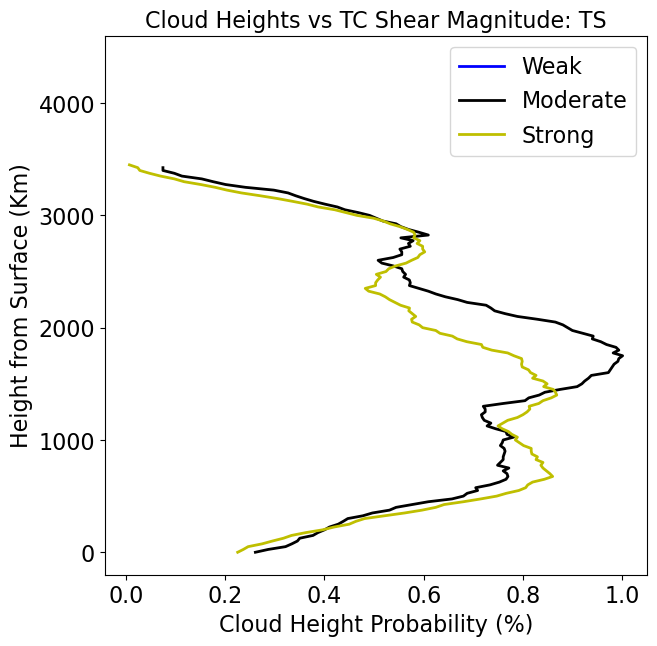 Cloud Heights vs TC Shear Magnitude: TS
Weak
Moderate
Strong
Height from Surface (Km)
4000
3000
2000
1000
0
0.0 0.2 0.4 0.6 0.8 1.0
Cloud Height Probability (%)